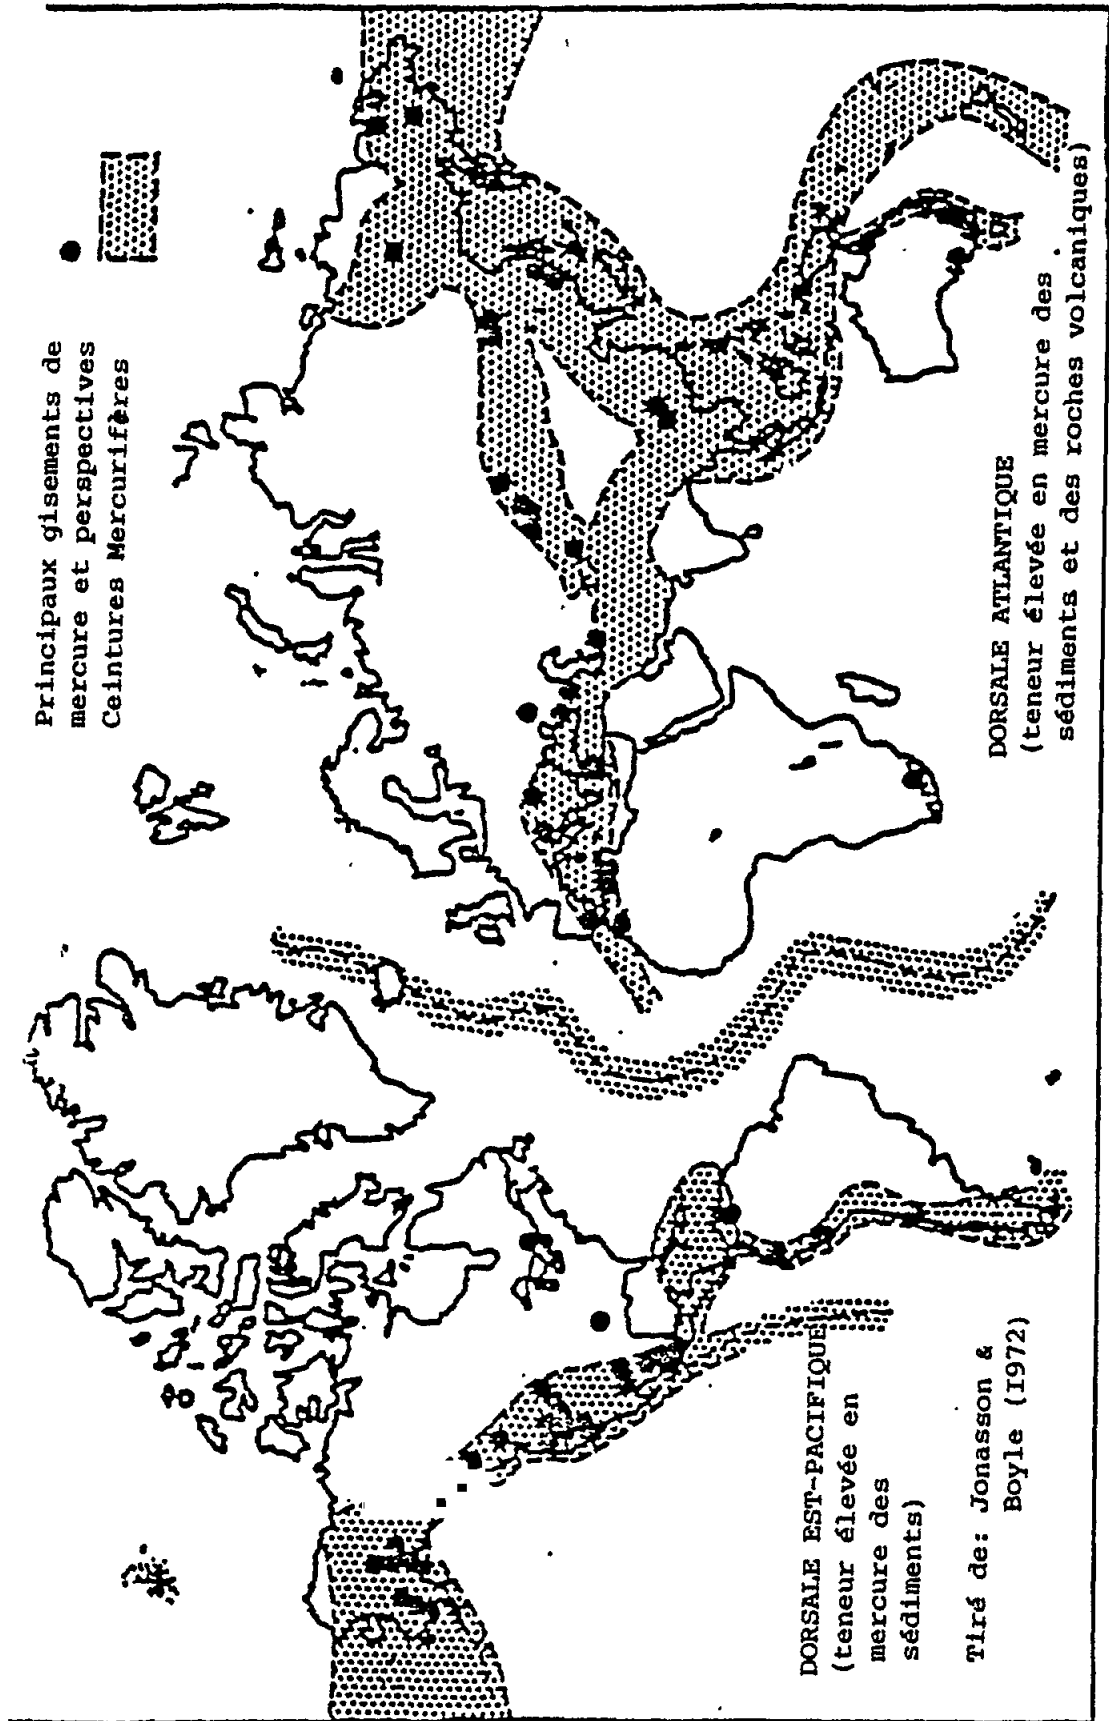 Principaux gisements de
mercure et perspectives
Ceintures Mercurifères
DORSALE ATLANTIQUE
(teneur élevée en mercure des
sédiments et des roches volcaniques)
DORSALE EST-PACIFIQUE
(teneur élevée en
mercure des
sédiments)
Tiré de: Jonasson &
Boyle (I972)